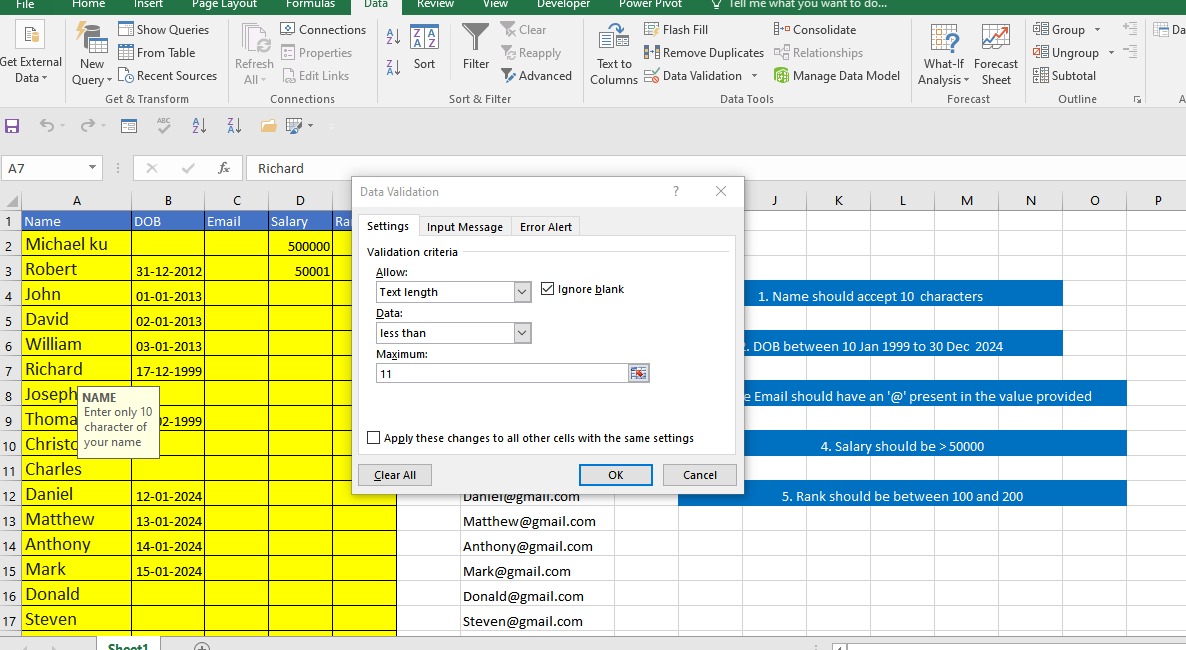 File Home Insert Page Layout Formulas Data Review View Developer Power Pivot Tell me what you want to do...
Get External Data
New Query
Show Queries
From Table
Recent Sources
Get & Transform
Refresh All
Connections
Properties
Edit Links
Connections
A Z
Z A
Z A A Z
Sort
Filter
Clear
Reapply
Advanced
Sort & Filter
Text to Columns
Flash Fill
Remove Duplicates
Data Validation
Consolidate
Relationships
Manage Data Model
Data Tools
What-If Analysis
Forecast Sheet
Forecast
Group
Ungroup
Subtotal
Outline
ABC
A7 fx Richard
A B C D J K L M N O P
1 Name DOB Email Salary
2 Michael ku 500000
3 Robert 31-12-2012 50001
4 John 01-01-2013
5 David 02-01-2013
6 William 03-01-2013
7 Richard 17-12-1999
8 Joseph
9 02-1999
10
11 Charles
12 Daniel 12-01-2024 Daniel@gmail.com
13 Matthew 13-01-2024 Matthew@gmail.com
14 Anthony 14-01-2024 Anthony@gmail.com
15 Mark 15-01-2024 Mark@gmail.com
16 Donald Donald@gmail.com
17 Steven Steven@gmail.com
NAME
Enter only 10
character of
your name
Data Validation ?
Settings Input Message Error Alert
Validation criteria
Allow:
Text length Ignore blank
Data:
less than
Maximum:
11
Apply these changes to all other cells with the same settings
Clear All OK Cancel
1. Name should accept 10 characters
2. DOB between 10 Jan 1999 to 30 Dec 2024
Email should have an '@' present in the value provided
4. Salary should be > 50000
5. Rank should be between 100 and 200
Sheet1